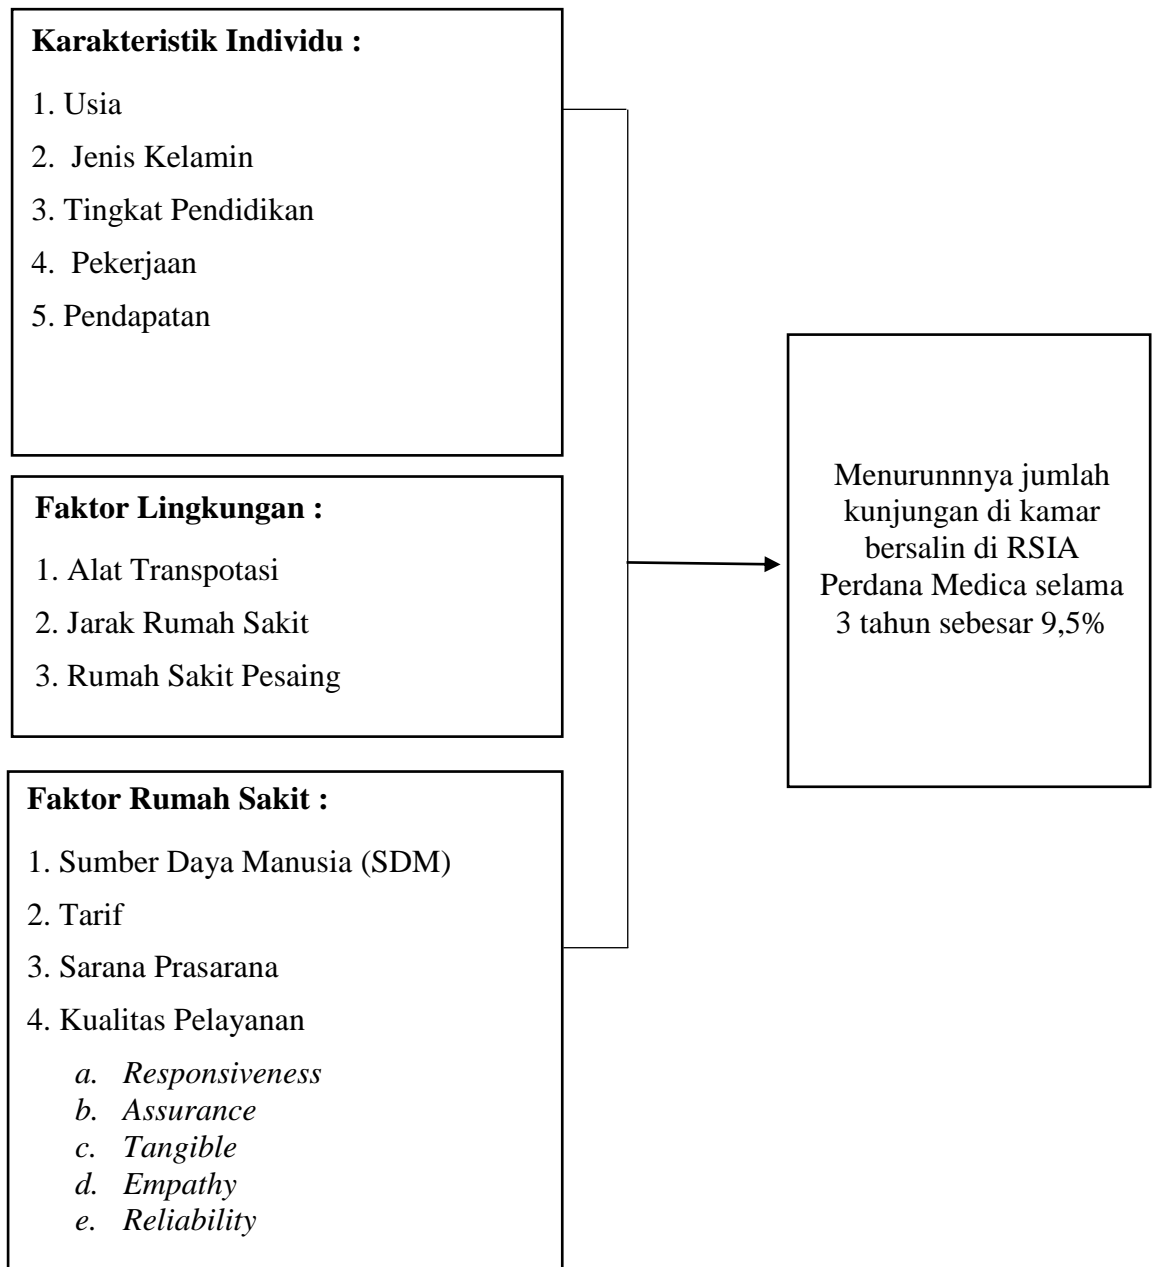 Karakteristik Individu :
1. Usia
2. Jenis Kelamin
3. Tingkat Pendidikan
4. Pekerjaan
5. Pendapatan
Faktor Lingkungan :
1. Alat Transpotasi
2. Jarak Rumah Sakit
3. Rumah Sakit Pesaing
Faktor Rumah Sakit :
1. Sumber Daya Manusia (SDM)
2. Tarif
3. Sarana Prasarana
4. Kualitas Pelayanan
a. Responsiveness
b. Assurance
c. Tangible
d. Empathy
e. Reliability
Menurunnnya jumlah
kunjungan di kamar
bersalin di RSIA
Perdana Medica selama
3 tahun sebesar 9,5%